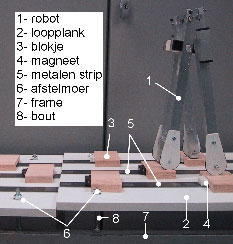 1- robot
2- loopplank
3- blokje
4- magneet
5- metalen strip
6- afstelmoer
7- frame
8- bout
1
3
5
6
8
7
2
4